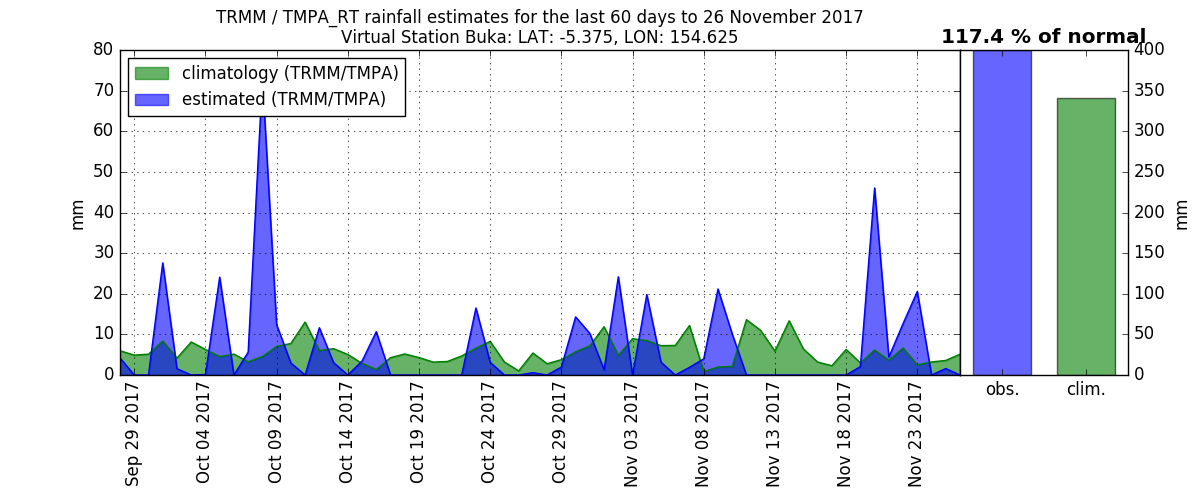 TRMM / TMPA_RT rainfall estimates for the last 60 days to 26 November 2017
Virtual Station Buka: LAT: -5.375, LON: 154.625
117.4 % of normal
climatology (TRMM/TMPA)
estimated (TRMM/TMPA)
mm
80
70
60
50
40
30
20
10
0
Sep 29 2017
Oct 04 2017
Oct 09 2017
Oct 14 2017
Oct 19 2017
Oct 24 2017
Oct 29 2017
Nov 03 2017
Nov 08 2017
Nov 13 2017
Nov 18 2017
Nov 23 2017
obs.
clim.
400
350
300
250
200
150
100
50
0
mm